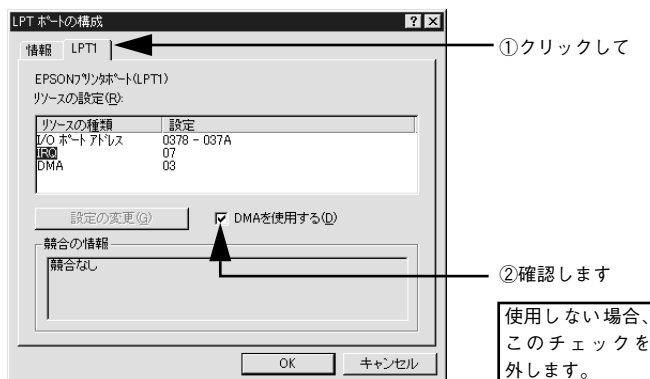 LPT ポートの構成
情報 LPT1
①クリックして
EPSONプリンタポート(LPT1)
リソースの設定(R):
リソースの種類 設定
I/O ポート アドレス 0378 - 037A
IRQ 07
DMA 03
設定の変更(G) DMAを使用する(D)
競合の情報
競合なし
②確認します
使用しない場合、
このチェックを
外します。
OK キャンセル